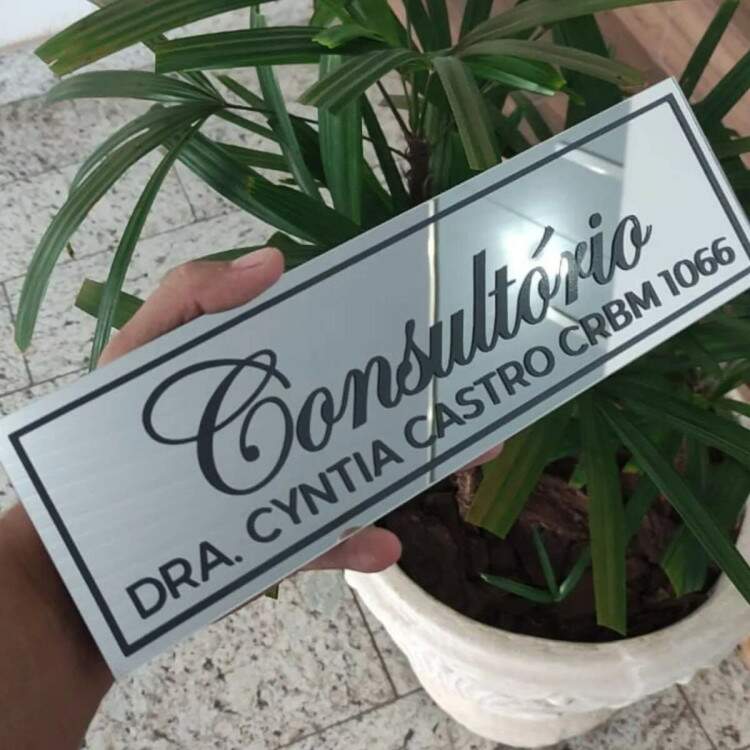 Consultório
DRA. CYNTIA CASTRO CRBM 1066